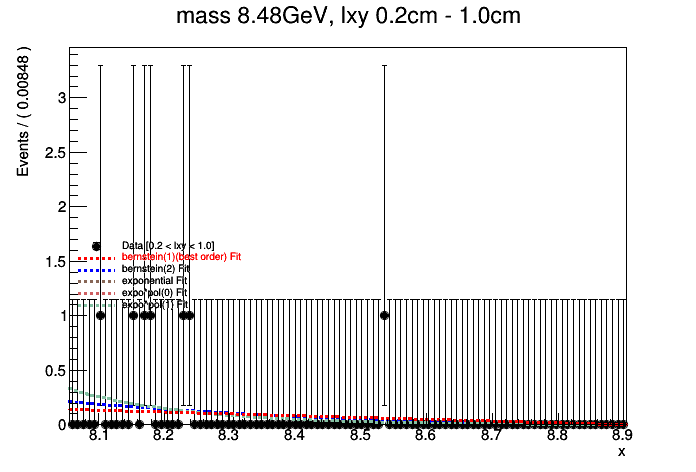 mass 8.48GeV, lxy 0.2cm - 1.0cm
Events / ( 0.00848 )
3
2.5
2
1.5
1
0.5
0
Data [0.2 < lxy < 1.0]
bernstein(1)(best order) Fit
bernstein(2) Fit
exponential Fit
expo*pol(0) Fit
expo*pol(1) Fit
8.1 8.2 8.3 8.4 8.5 8.6 8.7 8.8 8.9
x